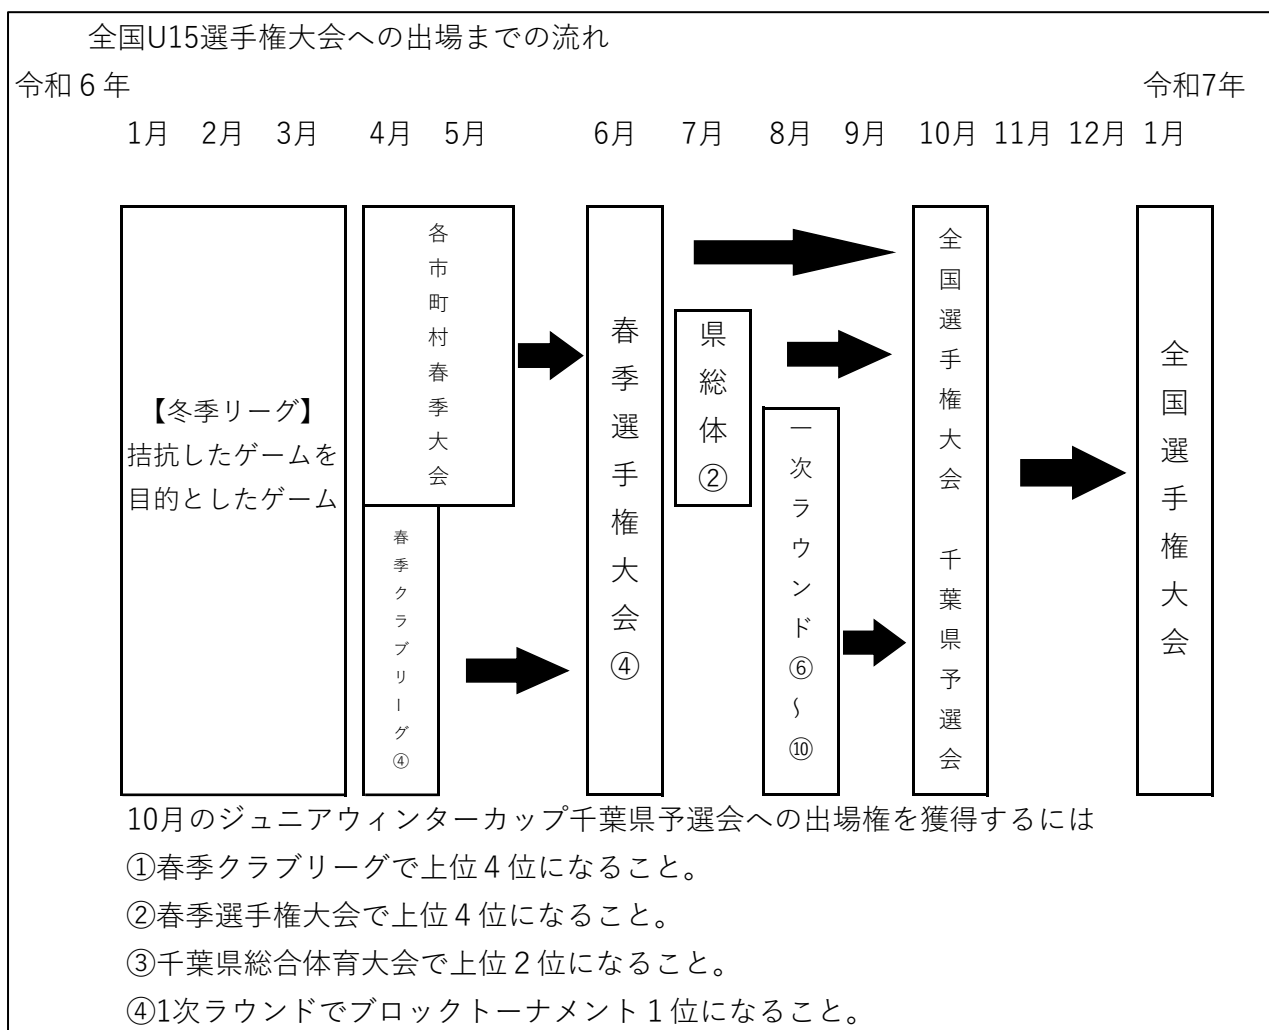 全国U15選手権大会への出場までの流れ
令和６年
令和7年
1月 2月 3月 4月 5月 6月 7月 8月 9月 10月 11月 12月 1月
【冬季リーグ】
拮抗したゲームを
目的としたゲーム
各市町村春季大会
春季クラブリーグ④
春季選手権大会④
県総体②
一次ラウンド⑥～⑩
全国選手権大会　千葉県予選会
全国選手権大会
10月のジュニアウィンターカップ千葉県予選会への出場権を獲得するには
①春季クラブリーグで上位４位になること。
②春季選手権大会で上位４位になること。
③千葉県総合体育大会で上位２位になること。
④1次ラウンドでブロックトーナメント１位になること。